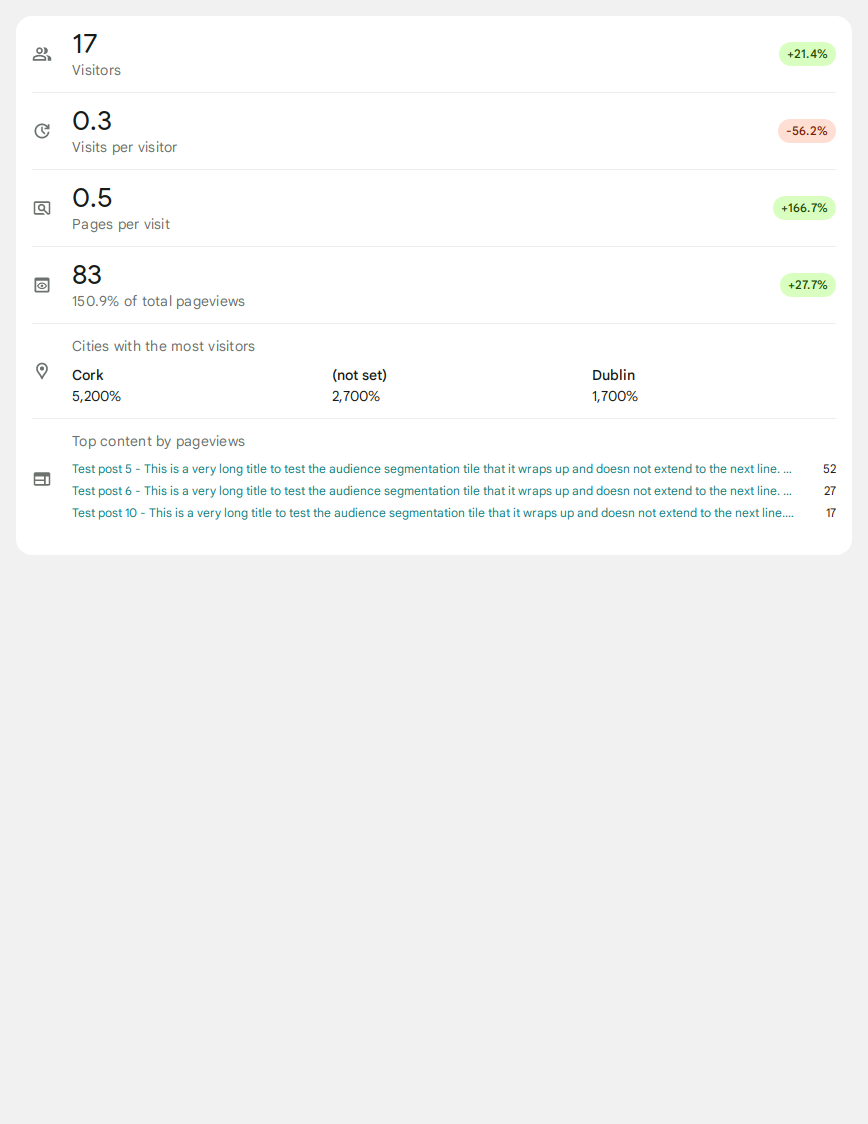 17
Visitors
+21.4%
0.3
Visits per visitor
-56.2%
0.5
Pages per visit
+166.7%
83
150.9% of total pageviews
+27.7%
Cities with the most visitors
Cork (not set) Dublin
5,200% 2,700% 1,700%
Top content by pageviews
Test post 5 - This is a very long title to test the audience segmentation tile that it wraps up and doesn not extend to the next line. ... 52
Test post 6 - This is a very long title to test the audience segmentation tile that it wraps up and doesn not extend to the next line. ... 27
Test post 10 - This is a very long title to test the audience segmentation tile that it wraps up and doesn not extend to the next line.... 17